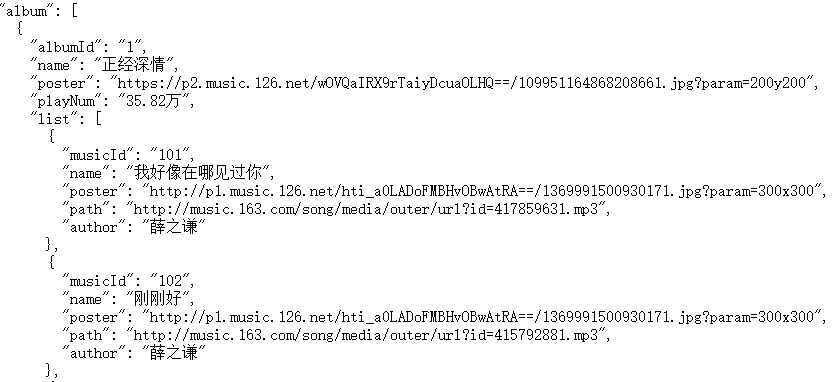 "album": [
{
"albumId": "1",
"name": "正经深情",
"poster": "https://p2.music.126.net/wOVQaIRX9rTaiyDcuaOLHQ==/109951164868208661.jpg?param=200y200",
"playNum": "35.82万",
"list": [
{
"musicId": "101",
"name": "我好像在哪见过你",
"poster": "http://p1.music.126.net/hti_a0LADoFMBHvOBwAtRA==/1369991500930171.jpg?param=300x300",
"path": "http://music.163.com/song/media/outer/url?id=417859631.mp3",
"author": "薛之谦"
},
{
"musicId": "102",
"name": "刚刚好",
"poster": "http://p1.music.126.net/hti_a0LADoFMBHvOBwAtRA==/1369991500930171.jpg?param=300x300",
"path": "http://music.163.com/song/media/outer/url?id=415792881.mp3",
"author": "薛之谦"
},